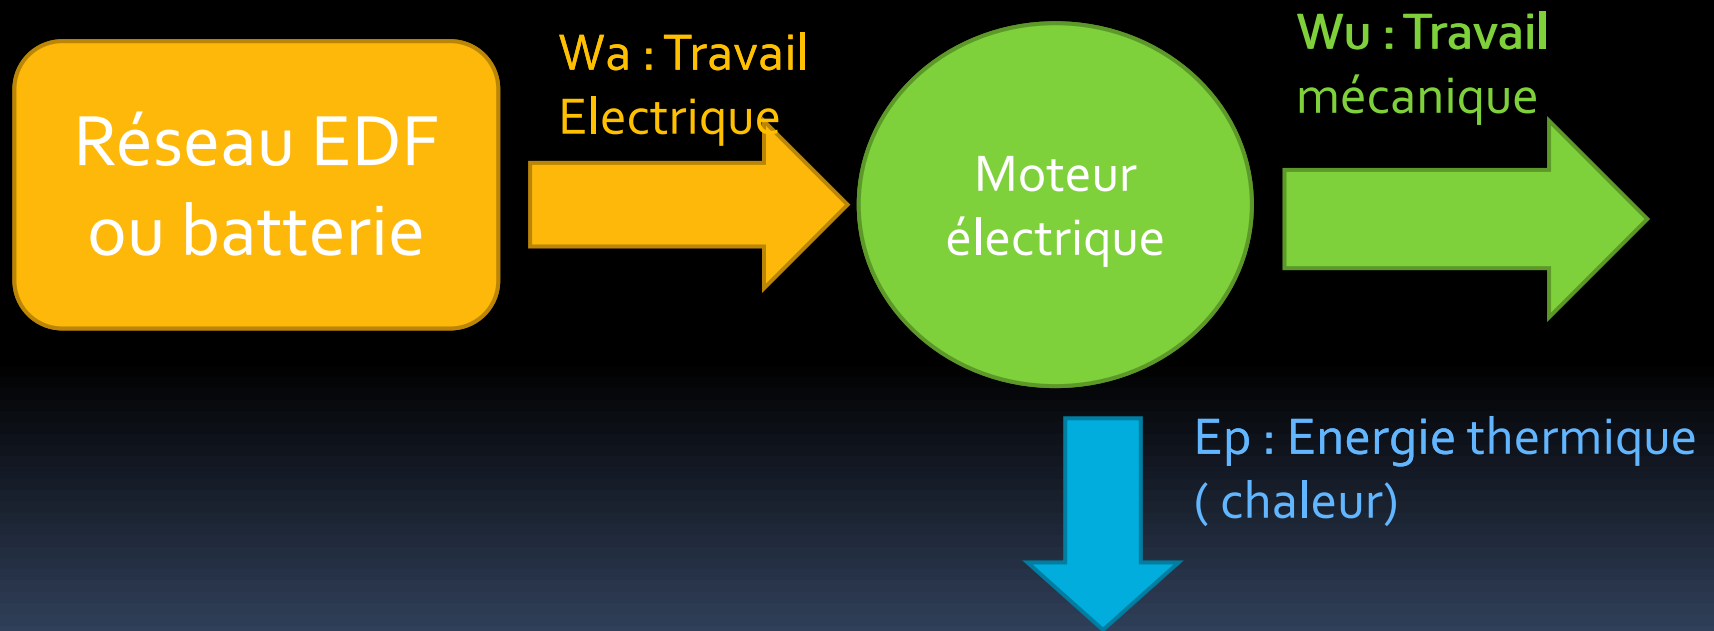 Réseau EDF
ou batterie
Wa : Travail
Electrique
Moteur
électrique
Wu : Travail
mécanique
Ep : Energie thermique
( chaleur)